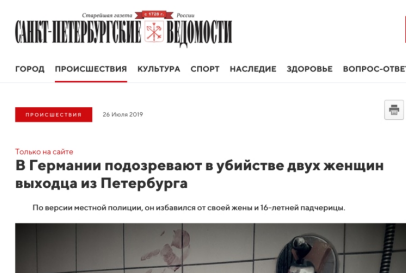 Старейшая газета с 1728 г. России
САНКТ-ПЕТЕРБУРГСКИЕ ВЕДОМОСТИ
ГОРОД ПРОИСШЕСТВИЯ КУЛЬТУРА СПОРТ НАСЛЕДИЕ ЗДОРОВЬЕ ВОПРОС-ОТВЕ
ПРОИСШЕСТВИЯ 26 Июля 2019
Только на сайте
В Германии подозревают в убийстве двух женщин
выходца из Петербурга
По версии местной полиции, он избавился от своей жены и 16-летней падчерицы.